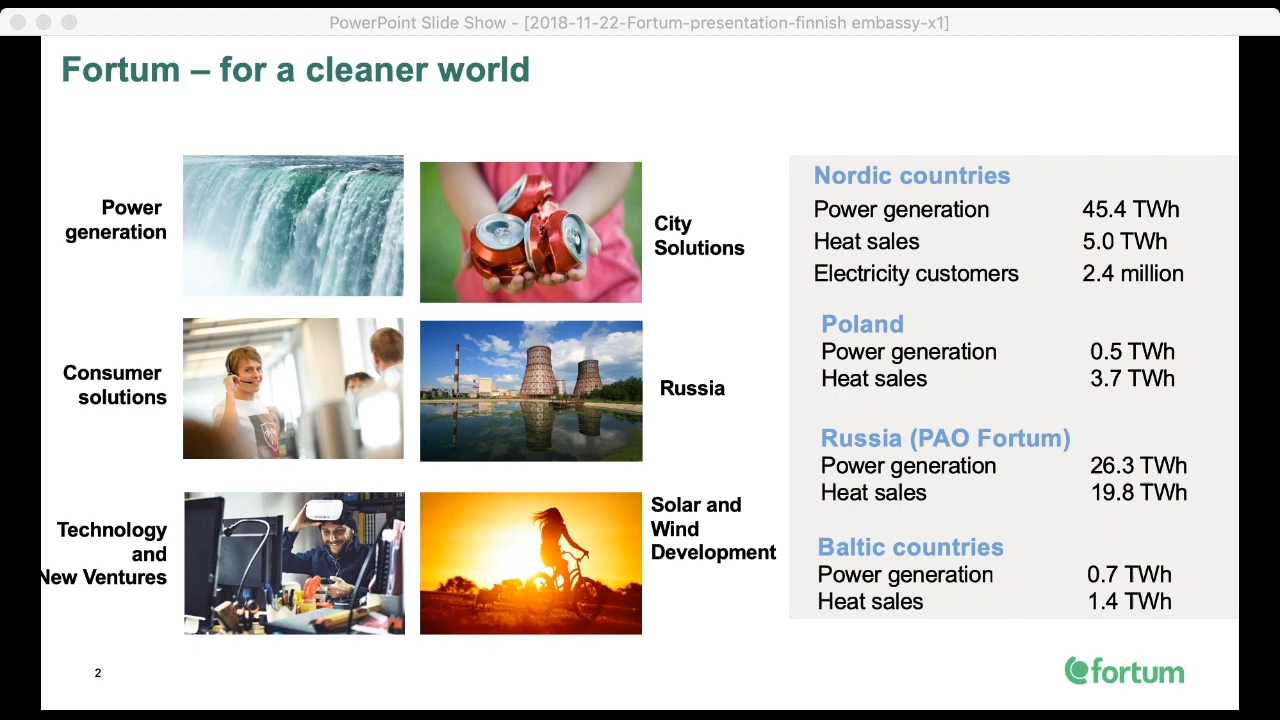 PowerPoint Slide Show - [2018-11-22-Fortum-presentation-finnish embassy-x1]
Fortum – for a cleaner world
Power
generation
City
Solutions
Consumer
solutions
Russia
Technology
and
New Ventures
Solar and
Wind
Development
Nordic countries
Power generation 45.4 TWh
Heat sales 5.0 TWh
Electricity customers 2.4 million
Poland
Power generation 0.5 TWh
Heat sales 3.7 TWh
Russia (PAO Fortum)
Power generation 26.3 TWh
Heat sales 19.8 TWh
Baltic countries
Power generation 0.7 TWh
Heat sales 1.4 TWh
2
fortum